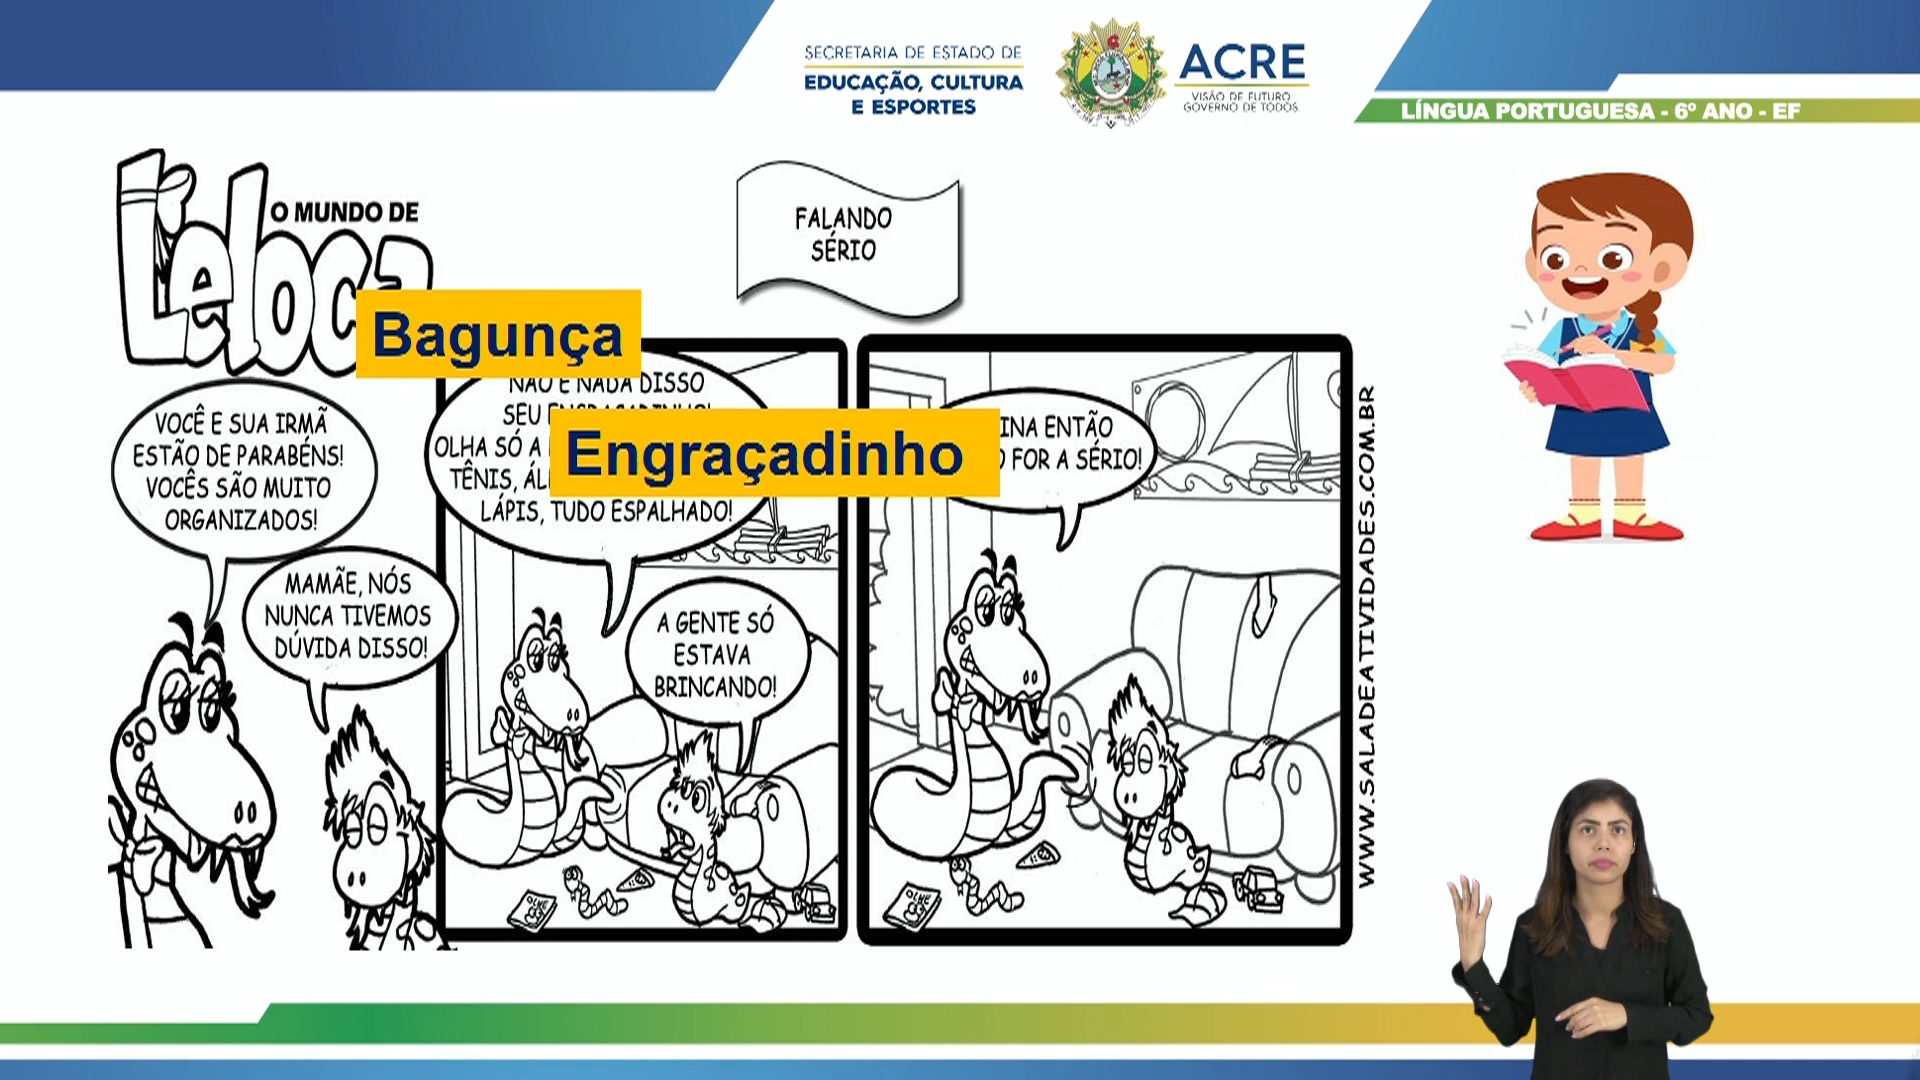 SECRETARIA DE ESTADO DE
EDUCAÇÃO, CULTURA
E ESPORTES
ACRE
VISÃO DE FUTURO
GOVERNO DE TODOS
LÍNGUA PORTUGUESA - 6º ANO - EF
O MUNDO DE
Leloca
FALANDO
SÉRIO
Bagunça
Engraçadinho
VOCÊ E SUA IRMÃ
ESTÃO DE PARABÉNS!
VOCÊS SÃO MUITO
ORGANIZADOS!
MAMÃE, NÓS
NUNCA TIVEMOS
DÚVIDA DISSO!
NÃO É NADA DISSO
SEU
OLHA SÓ A
TÊNIS,
LÁPIS, TUDO ESPALHADO!
A GENTE SÓ
ESTAVA
BRINCANDO!
ENTÃO
FOR A SÉRIO!
WWW.SALADEATIVIDADES.COM.BR